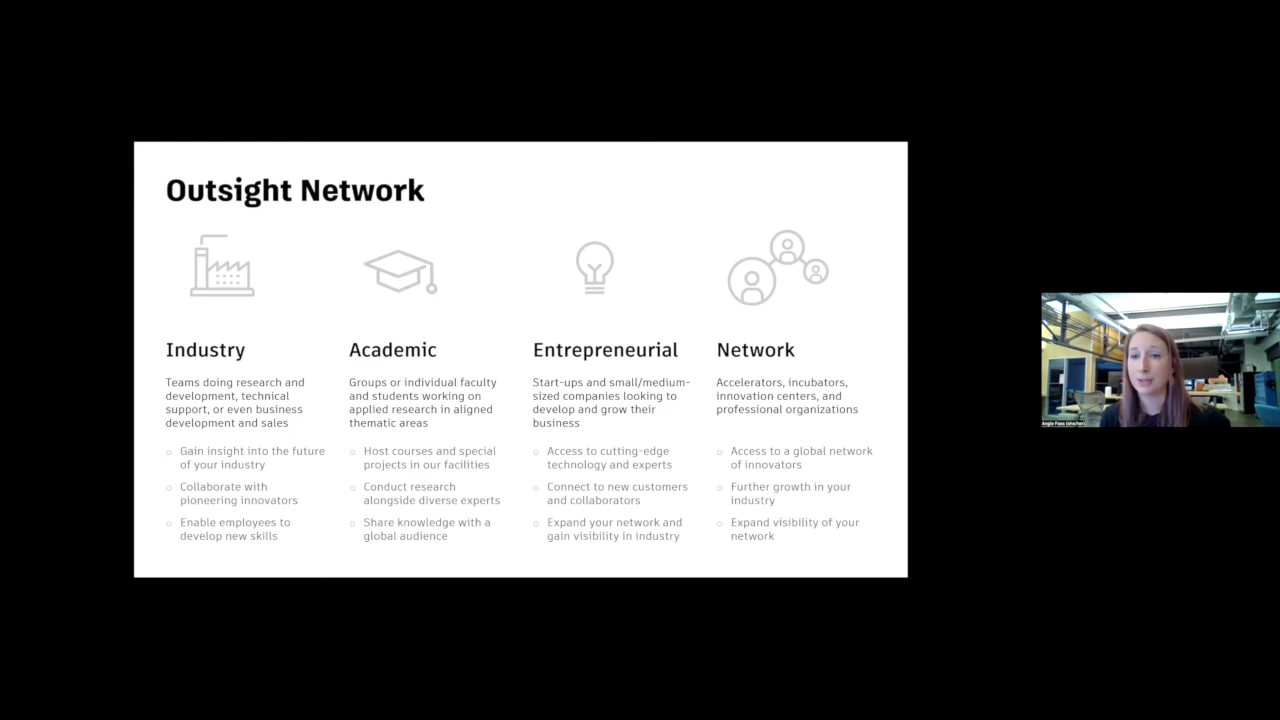 Outsight Network
Industry
Teams doing research and
development, technical
support, or even business
development and sales
Gain insight into the future
of your industry
Collaborate with
pioneering innovators
Enable employees to
develop new skills
Academic
Groups or individual faculty
and students working on
applied research in aligned
thematic areas
Host courses and special
projects in our facilities
Conduct research
alongside diverse experts
Share knowledge with a
global audience
Entrepreneurial
Start-ups and small/medium-
sized companies looking to
develop and grow their
business
Access to cutting-edge
technology and experts
Connect to new customers
and collaborators
Expand your network and
gain visibility in industry
Network
Accelerators, incubators,
innovation centers, and
professional organizations
Access to a global network
of innovators
Further growth in your
industry
Expand visibility of your
network
Angie Foss (she/her)